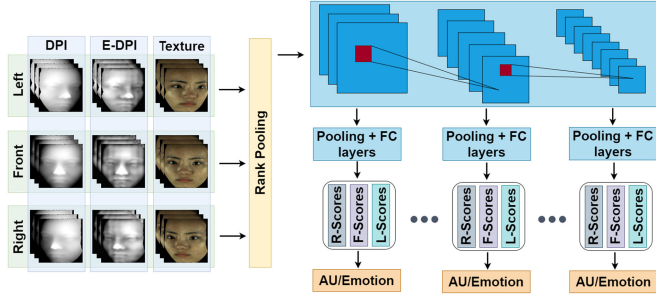 DPI
E-DPI
Texture
Left
Front
Right
Rank Pooling
Pooling + FC
layers
Pooling + FC
layers
Pooling + FC
layers
R-Scores
F-Scores
L-Scores
R-Scores
F-Scores
L-Scores
R-Scores
F-Scores
L-Scores
AU/Emotion
AU/Emotion
AU/Emotion